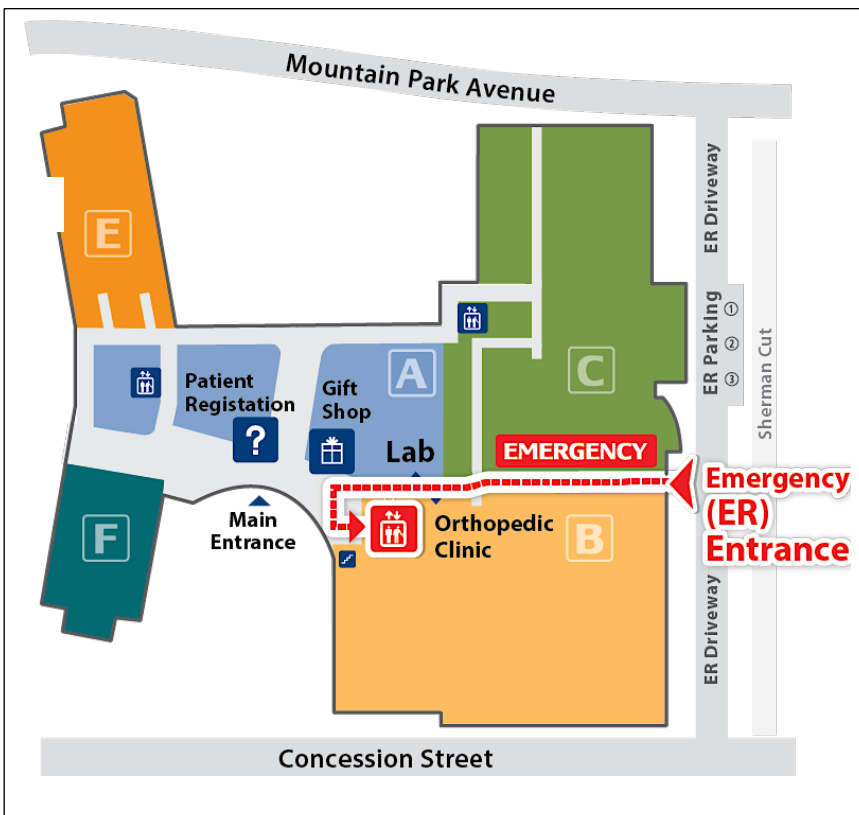 Mountain Park Avenue
ER Driveway
E
ER Parking
①
②
③
Sherman Cut
A
C
Patient
Registation
?
Gift
Shop
Lab
EMERGENCY
Emergency
(ER)
Entrance
Main
Entrance
Orthopedic
Clinic
F
B
ER Driveway
Concession Street